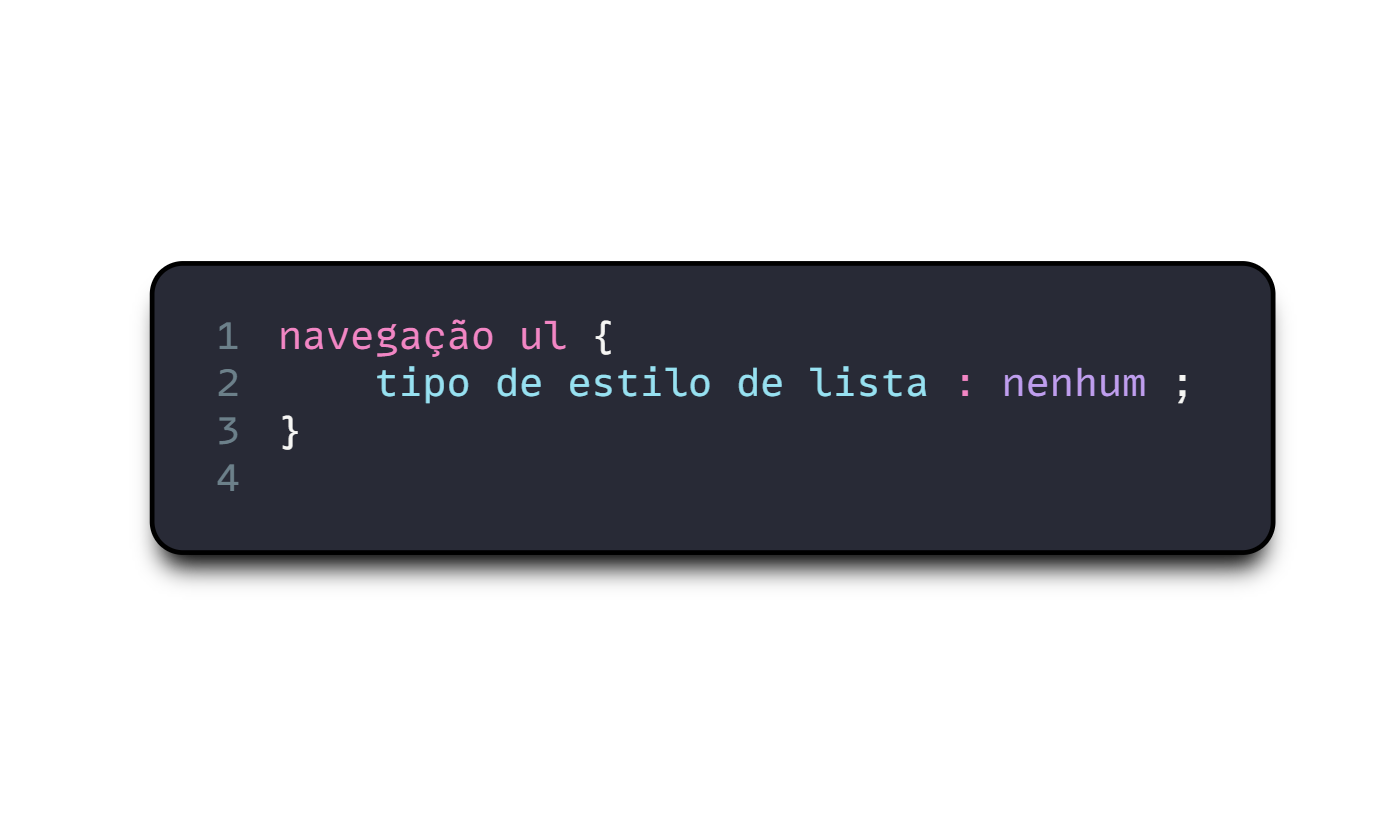 1 navegação ul {
2 tipo de estilo de lista : nenhum ;
3 }
4